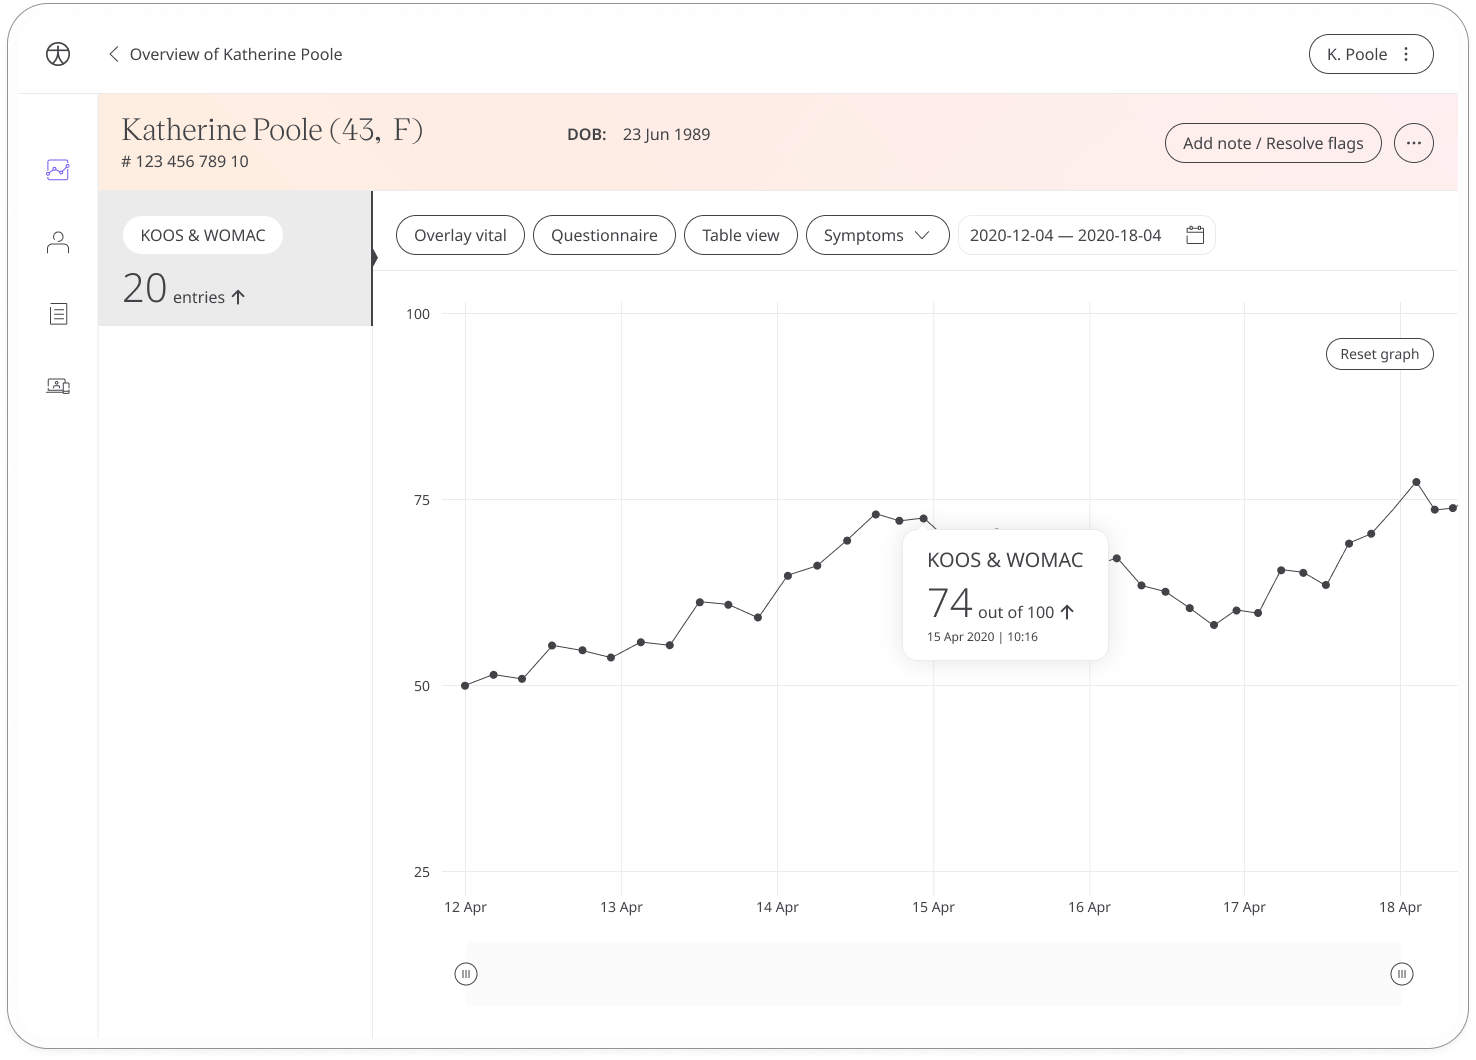 Overview of Katherine Poole
K. Poole
Katherine Poole (43, F)
# 123 456 789 10
DOB: 23 Jun 1989
Add note / Resolve flags
KOOS & WOMAC
20 entries
Overlay vital
Questionnaire
Table view
Symptoms
2020-12-04 — 2020-18-04
100
Reset graph
75
KOOS & WOMAC
74 out of 100
15 Apr 2020 | 10:16
50
25
12 Apr
13 Apr
14 Apr
15 Apr
16 Apr
17 Apr
18 Apr